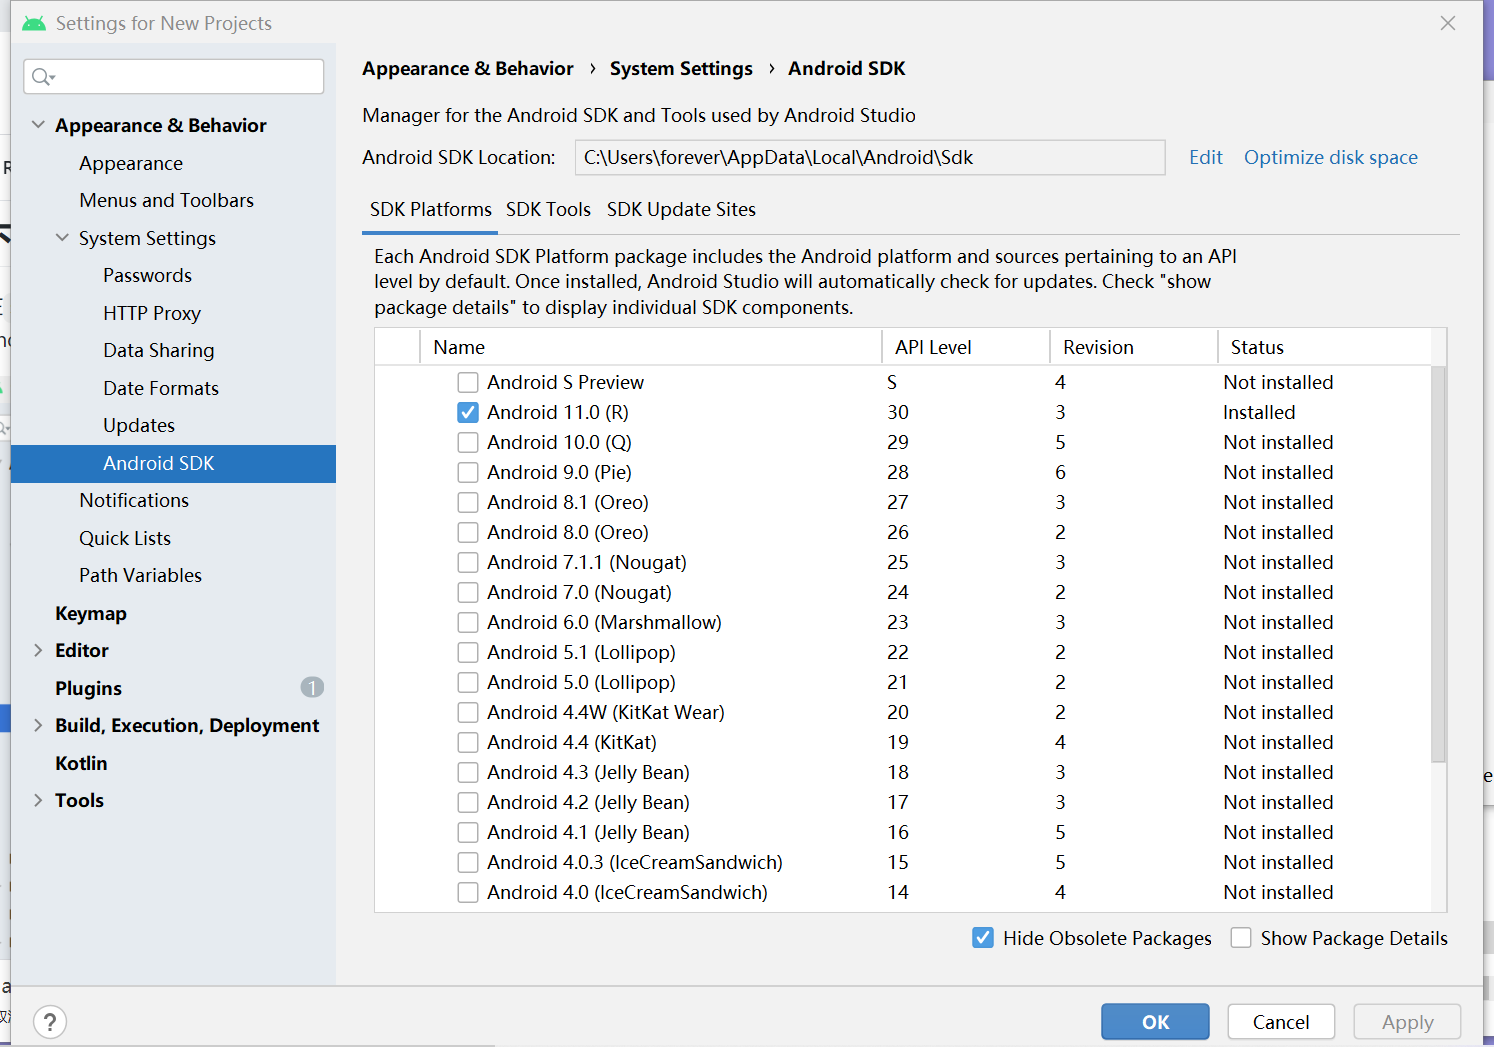 Settings for New Projects
Appearance & Behavior
Appearance
Menus and Toolbars
System Settings
Passwords
HTTP Proxy
Data Sharing
Date Formats
Updates
Android SDK
Notifications
Quick Lists
Path Variables
Keymap
Editor
Plugins 1
Build, Execution, Deployment
Kotlin
Tools
Appearance & Behavior › System Settings › Android SDK
Manager for the Android SDK and Tools used by Android Studio
Android SDK Location: C:\Users\forever\AppData\Local\Android\Sdk Edit Optimize disk space
SDK Platforms SDK Tools SDK Update Sites
Each Android SDK Platform package includes the Android platform and sources pertaining to an API
level by default. Once installed, Android Studio will automatically check for updates. Check "show
package details" to display individual SDK components.
Name API Level Revision Status
Android S Preview S 4 Not installed
Android 11.0 (R) 30 3 Installed
Android 10.0 (Q) 29 5 Not installed
Android 9.0 (Pie) 28 6 Not installed
Android 8.1 (Oreo) 27 3 Not installed
Android 8.0 (Oreo) 26 2 Not installed
Android 7.1.1 (Nougat) 25 3 Not installed
Android 7.0 (Nougat) 24 2 Not installed
Android 6.0 (Marshmallow) 23 3 Not installed
Android 5.1 (Lollipop) 22 2 Not installed
Android 5.0 (Lollipop) 21 2 Not installed
Android 4.4W (KitKat Wear) 20 2 Not installed
Android 4.4 (KitKat) 19 4 Not installed
Android 4.3 (Jelly Bean) 18 3 Not installed
Android 4.2 (Jelly Bean) 17 3 Not installed
Android 4.1 (Jelly Bean) 16 5 Not installed
Android 4.0.3 (IceCreamSandwich) 15 5 Not installed
Android 4.0 (IceCreamSandwich) 14 4 Not installed
Hide Obsolete Packages Show Package Details
? OK Cancel Apply